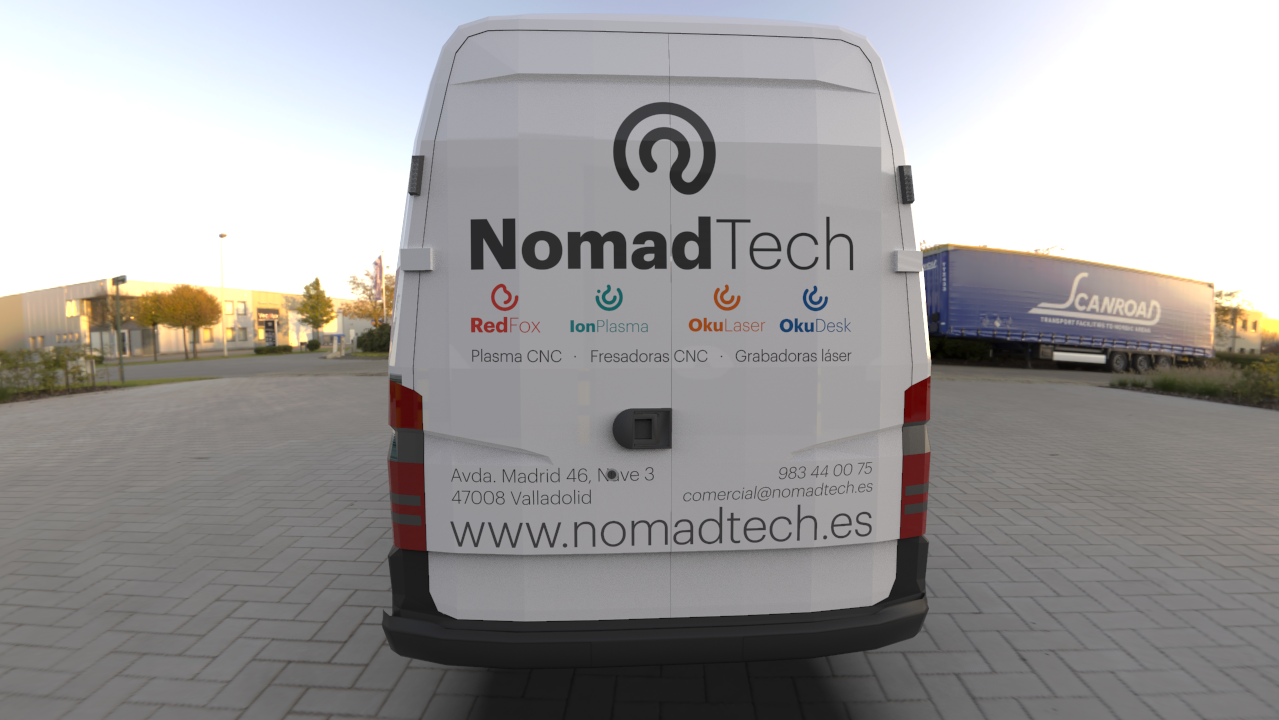 NomadTech
RedFox IonPlasma OkuLaser OkuDesk
Plasma CNC · Fresadoras CNC · Grabadoras láser
Avda. Madrid 46, Nave 3
47008 Valladolid
983 44 00 75
comercial@nomadtech.es
www.nomadtech.es
SCANROAD